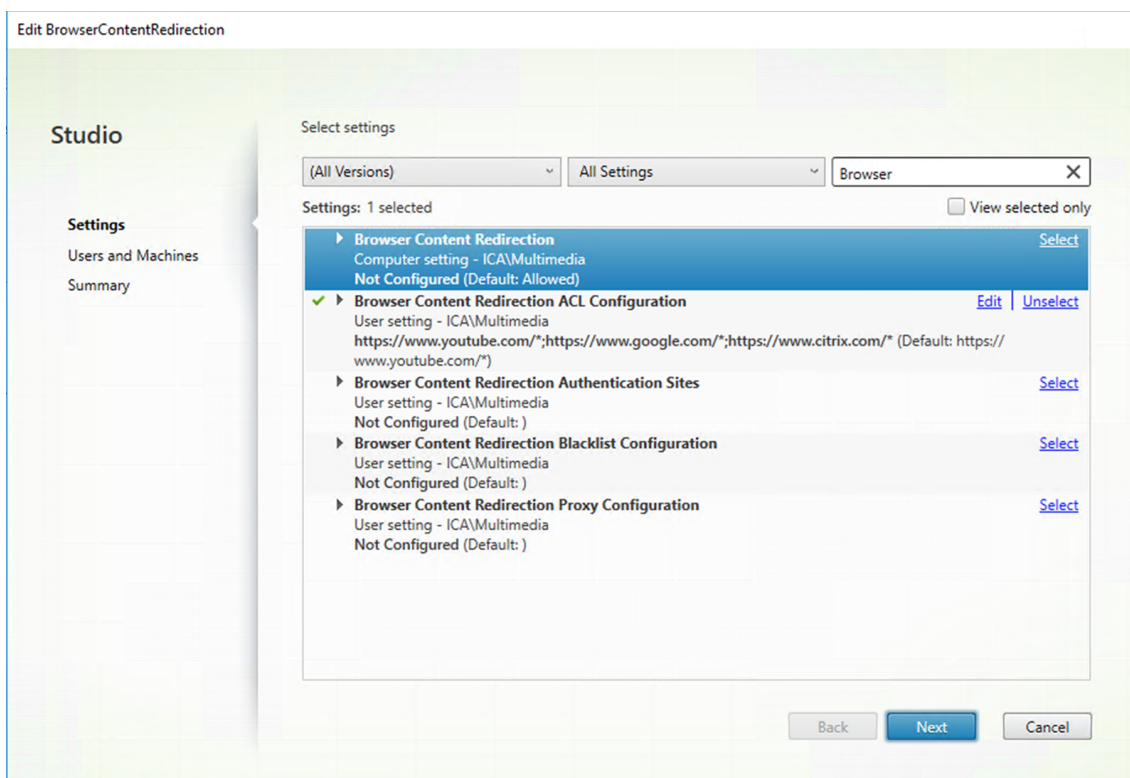 Edit BrowserContentRedirection
Studio
Settings
Users and Machines
Summary
Select settings
(All Versions)
All Settings
Browser
Settings: 1 selected
View selected only
Browser Content Redirection
Select
Computer setting - ICA\Multimedia
Not Configured (Default: Allowed)
Browser Content Redirection ACL Configuration
Edit | Unselect
User setting - ICA\Multimedia
https://www.youtube.com/*;https://www.google.com/*;https://www.citrix.com/* (Default: https://
www.youtube.com/*)
Browser Content Redirection Authentication Sites
Select
User setting - ICA\Multimedia
Not Configured (Default: )
Browser Content Redirection Blacklist Configuration
Select
User setting - ICA\Multimedia
Not Configured (Default: )
Browser Content Redirection Proxy Configuration
Select
User setting - ICA\Multimedia
Not Configured (Default: )
Back
Next
Cancel